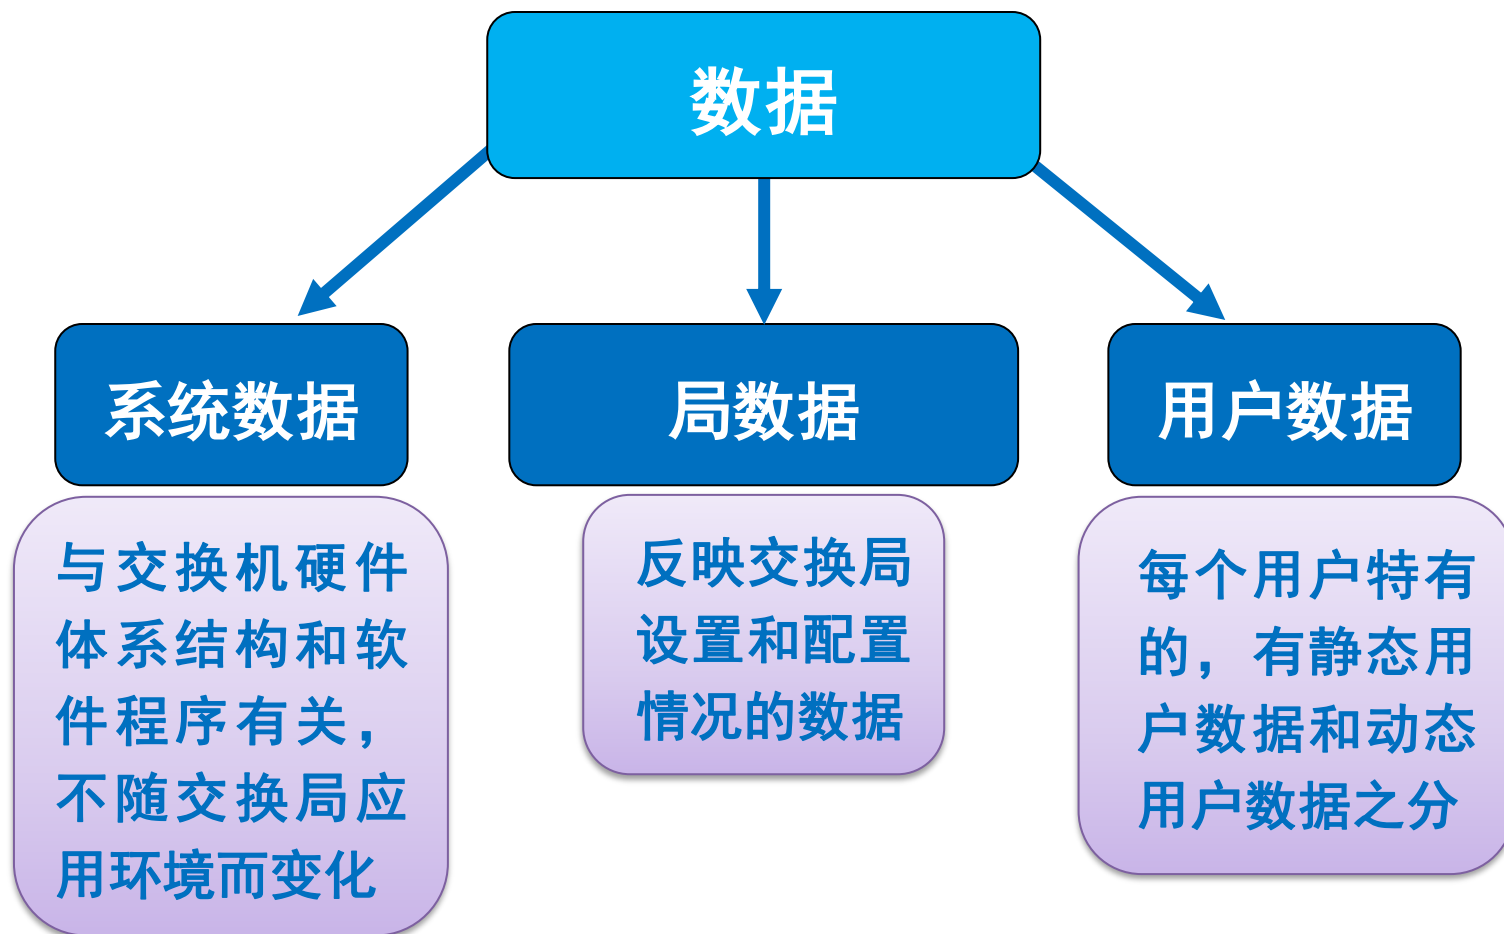 数据
系统数据
局数据
用户数据
与交换机硬件
体系结构和软
件程序有关，
不随交换局应
用环境而变化
反映交换局
设置和配置
情况的数据
每个用户特有
的，有静态用
户数据和动态
用户数据之分